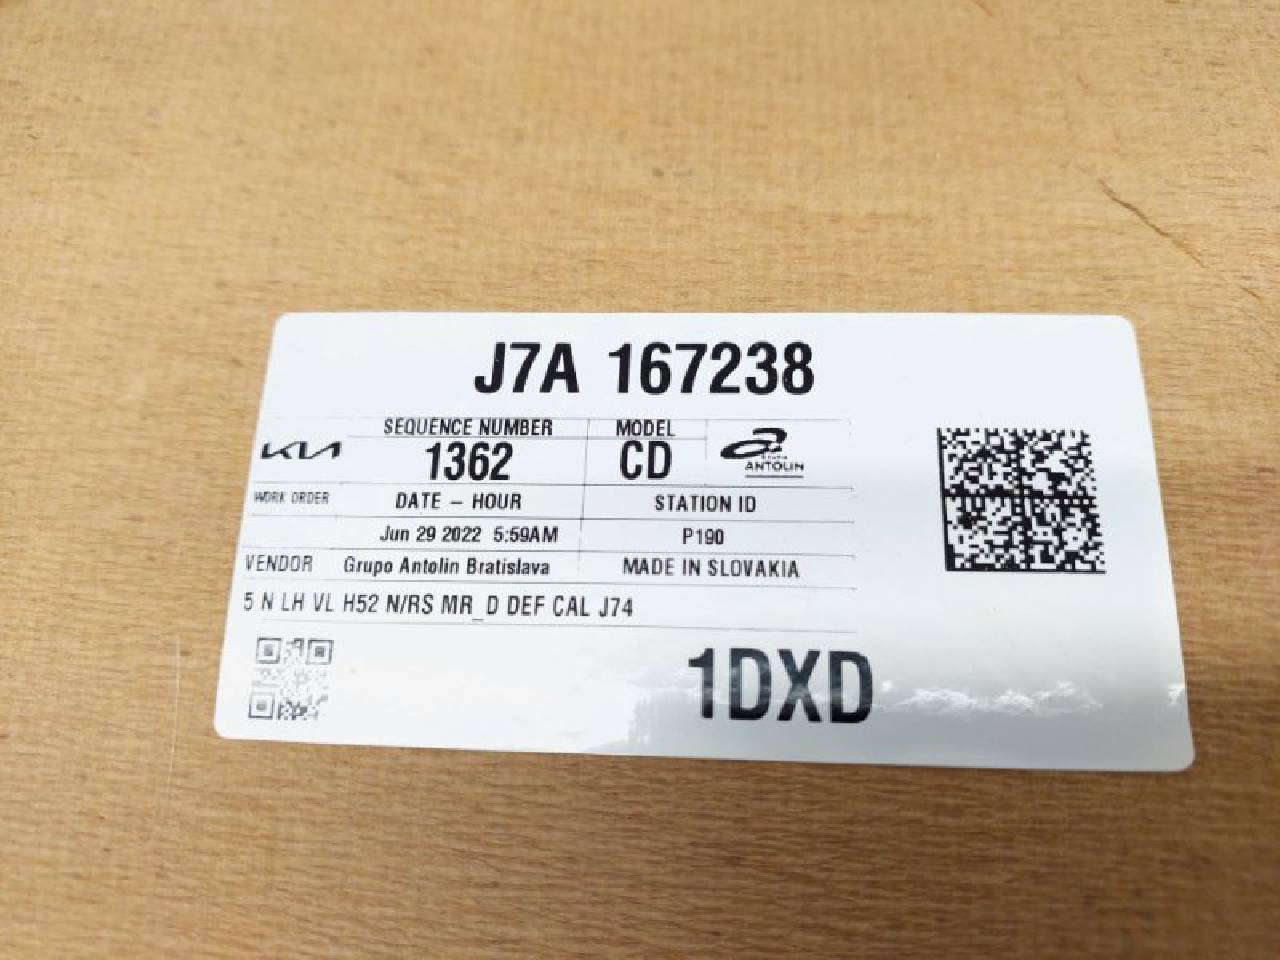 J7A 167238
SEQUENCE NUMBER MODEL
KIA 1362 CD GRUPO ANTOLIN
WORK ORDER DATE - HOUR STATION ID
Jun 29 2022 5:59AM P190
VENDOR Grupo Antolin Bratislava MADE IN SLOVAKIA
5 N LH VL H52 N/RS MR_D DEF CAL J74
1DXD